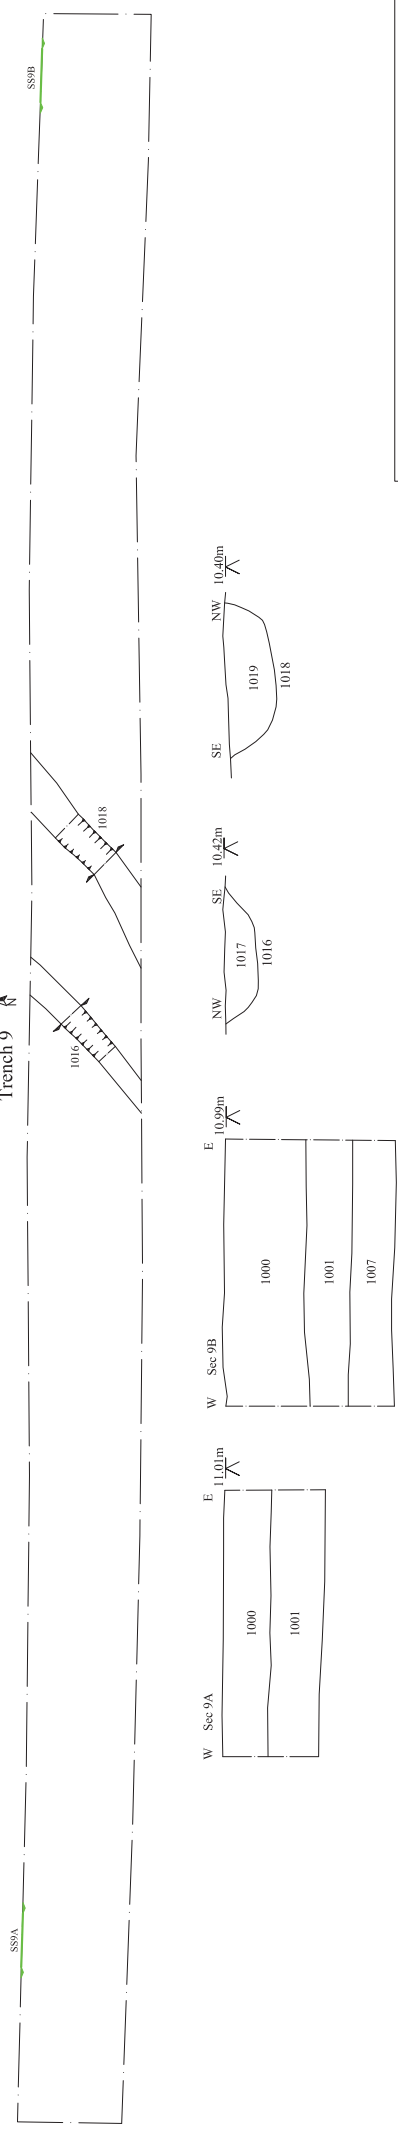 Trench 9
N
SS9A
1016
1018
SS9B
W
Sec 9A
E
11.01m
1000
1001
W
Sec 9B
E
10.99m
1000
1001
1007
NW
SE
10.42m
1017
1016
SE
NW
10.40m
1019
1018